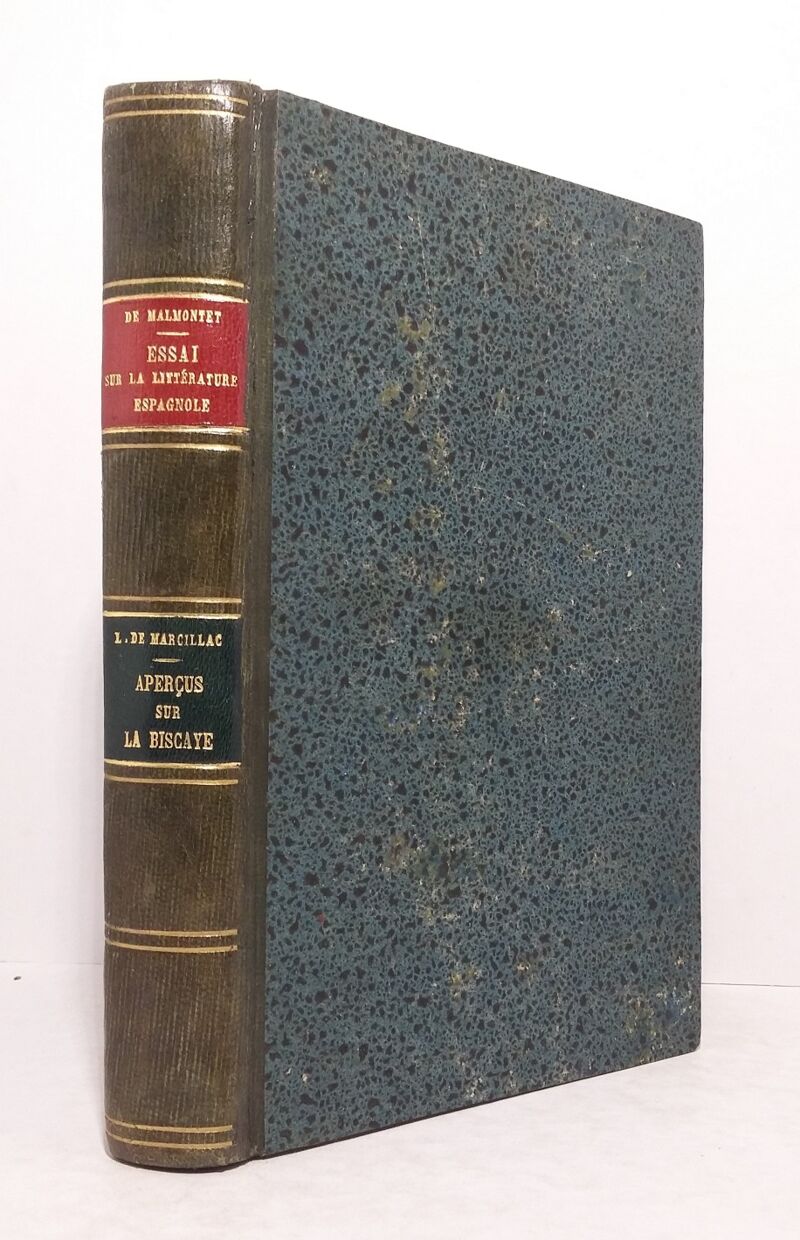 DE MALMONTET
ESSAI
SUR LA LITTÉRATURE
ESPAGNOLE
L. DE MARCILLAC
APERÇUS
SUR
LA BISCAYE